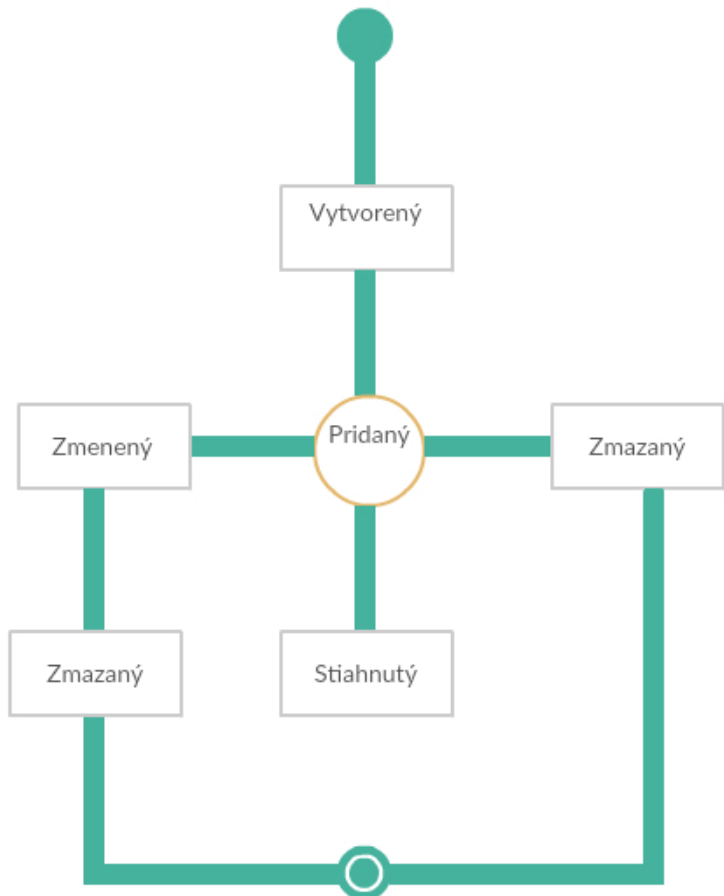 Vytvorený
Zmenený
Pridaný
Zmazaný
Zmazaný
Stiahnutý